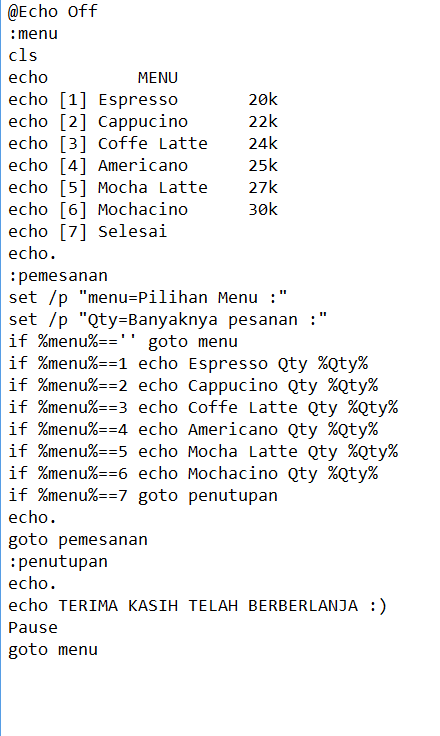 @Echo Off
:menu
cls
echo         MENU
echo [1] Espresso       20k
echo [2] Cappucino      22k
echo [3] Coffe Latte    24k
echo [4] Americano      25k
echo [5] Mocha Latte    27k
echo [6] Mochacino      30k
echo [7] Selesai
echo.
:pemesanan
set /p "menu=Pilihan Menu :"
set /p "Qty=Banyaknya pesanan :"
if %menu%=='' goto menu
if %menu%==1 echo Espresso Qty %Qty%
if %menu%==2 echo Cappucino Qty %Qty%
if %menu%==3 echo Coffe Latte Qty %Qty%
if %menu%==4 echo Americano Qty %Qty%
if %menu%==5 echo Mocha Latte Qty %Qty%
if %menu%==6 echo Mochacino Qty %Qty%
if %menu%==7 goto penutupan
echo.
goto pemesanan
:penutupan
echo.
echo TERIMA KASIH TELAH BERBERLANJA :)
Pause
goto menu